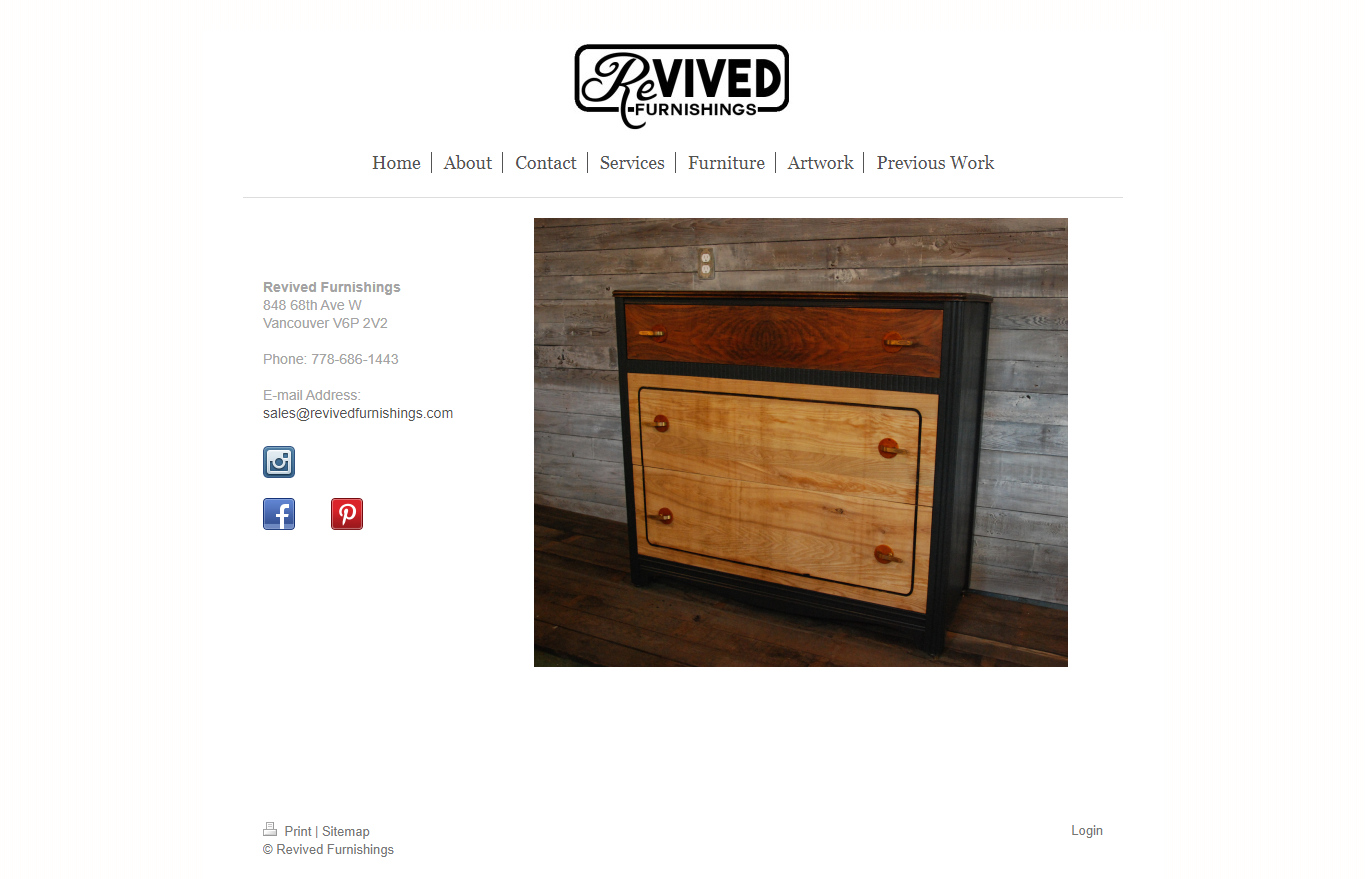 ReVIVED
FURNISHINGS
Home
About
Contact
Services
Furniture
Artwork
Previous Work
Revived Furnishings
848 68th Ave W
Vancouver V6P 2V2
Phone: 778-686-1443
E-mail Address:
sales@revivedfurnishings.com
Print | Sitemap
Login
© Revived Furnishings